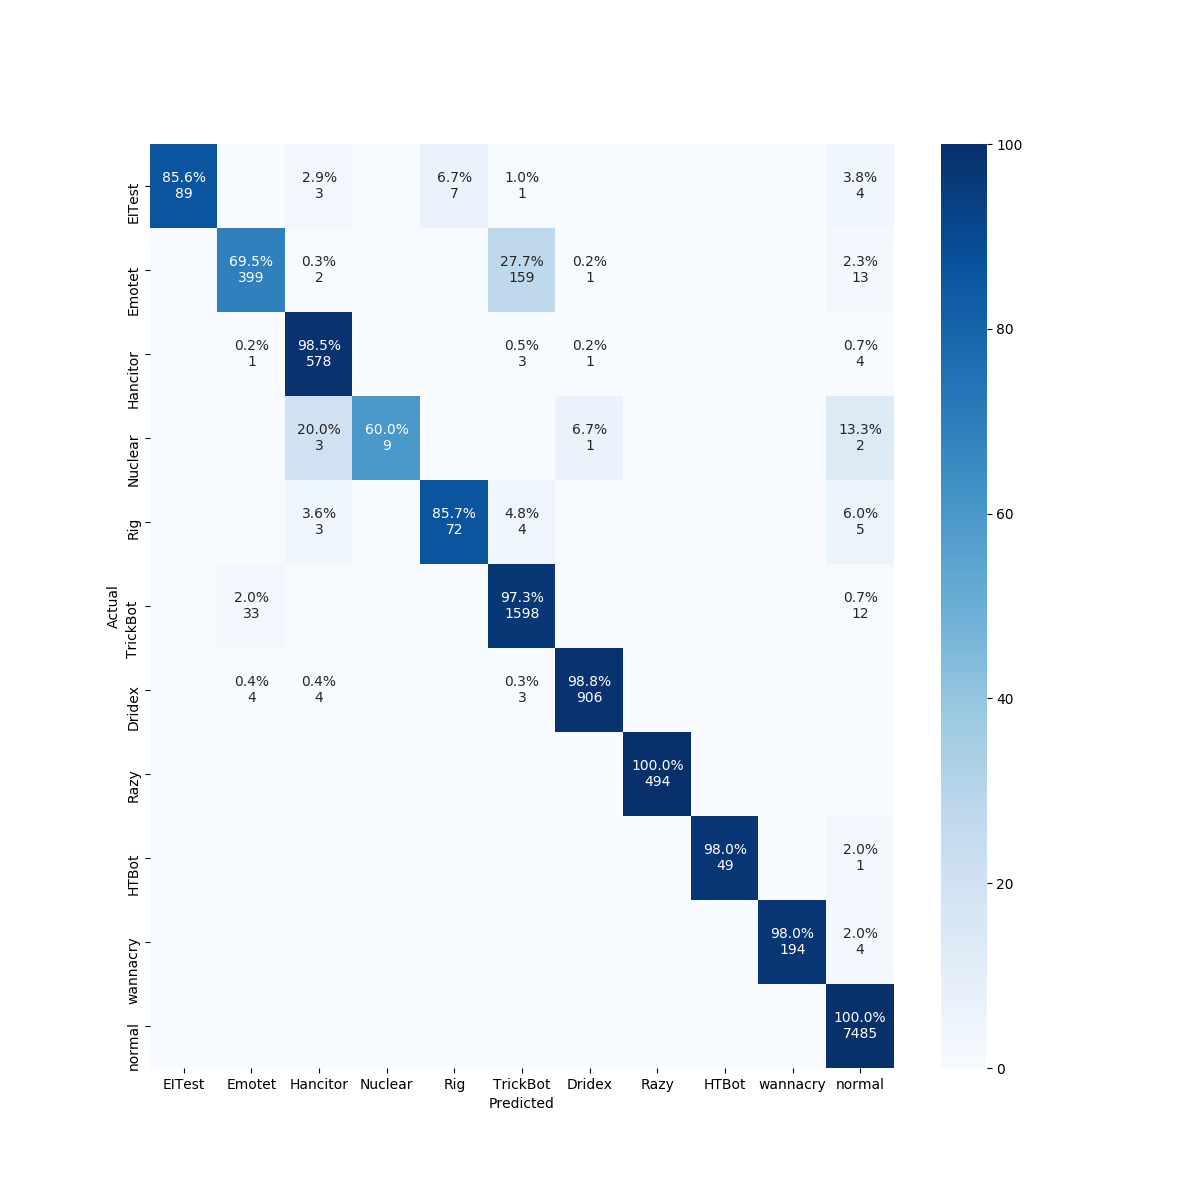 100
85.6% 2.9% 6.7% 1.0% 3.8%
EITest 89 3 7 1 4
69.5% 0.3% 27.7% 0.2% 2.3%
Emotet 399 2 159 1 13
80
0.2% 98.5% 0.5% 0.2% 0.7%
Hancitor 1 578 3 1 4
20.0% 60.0% 6.7% 13.3%
Nuclear 3 9 1 2
60
3.6% 85.7% 4.8% 6.0%
Rig 3 72 4 5
Actual
2.0% 97.3% 0.7%
TrickBot 33 1598 12
0.4% 0.4% 0.3% 98.8%
Dridex 4 4 3 906
40
100.0%
Razy 494
98.0% 2.0%
HTBot 49 1
20
98.0% 2.0%
wannacry 194 4
100.0%
normal 7485
0
EITest Emotet Hancitor Nuclear Rig TrickBot Dridex Razy HTBot wannacry normal
Predicted